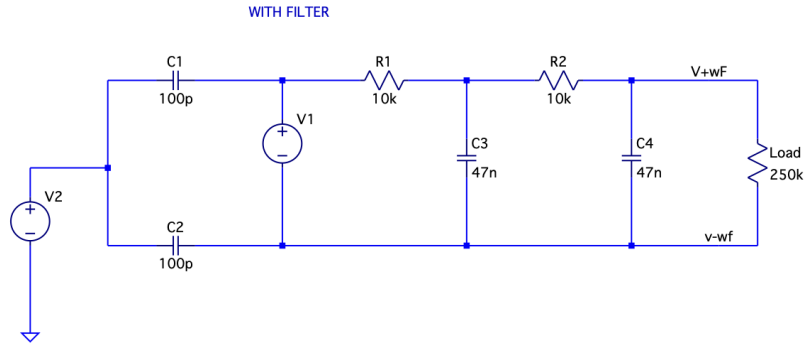 WITH FILTER
C1
100p
R1
10k
R2
10k
V+wF
V1
C3
47n
C4
47n
Load
250k
V2
C2
100p
v-wf